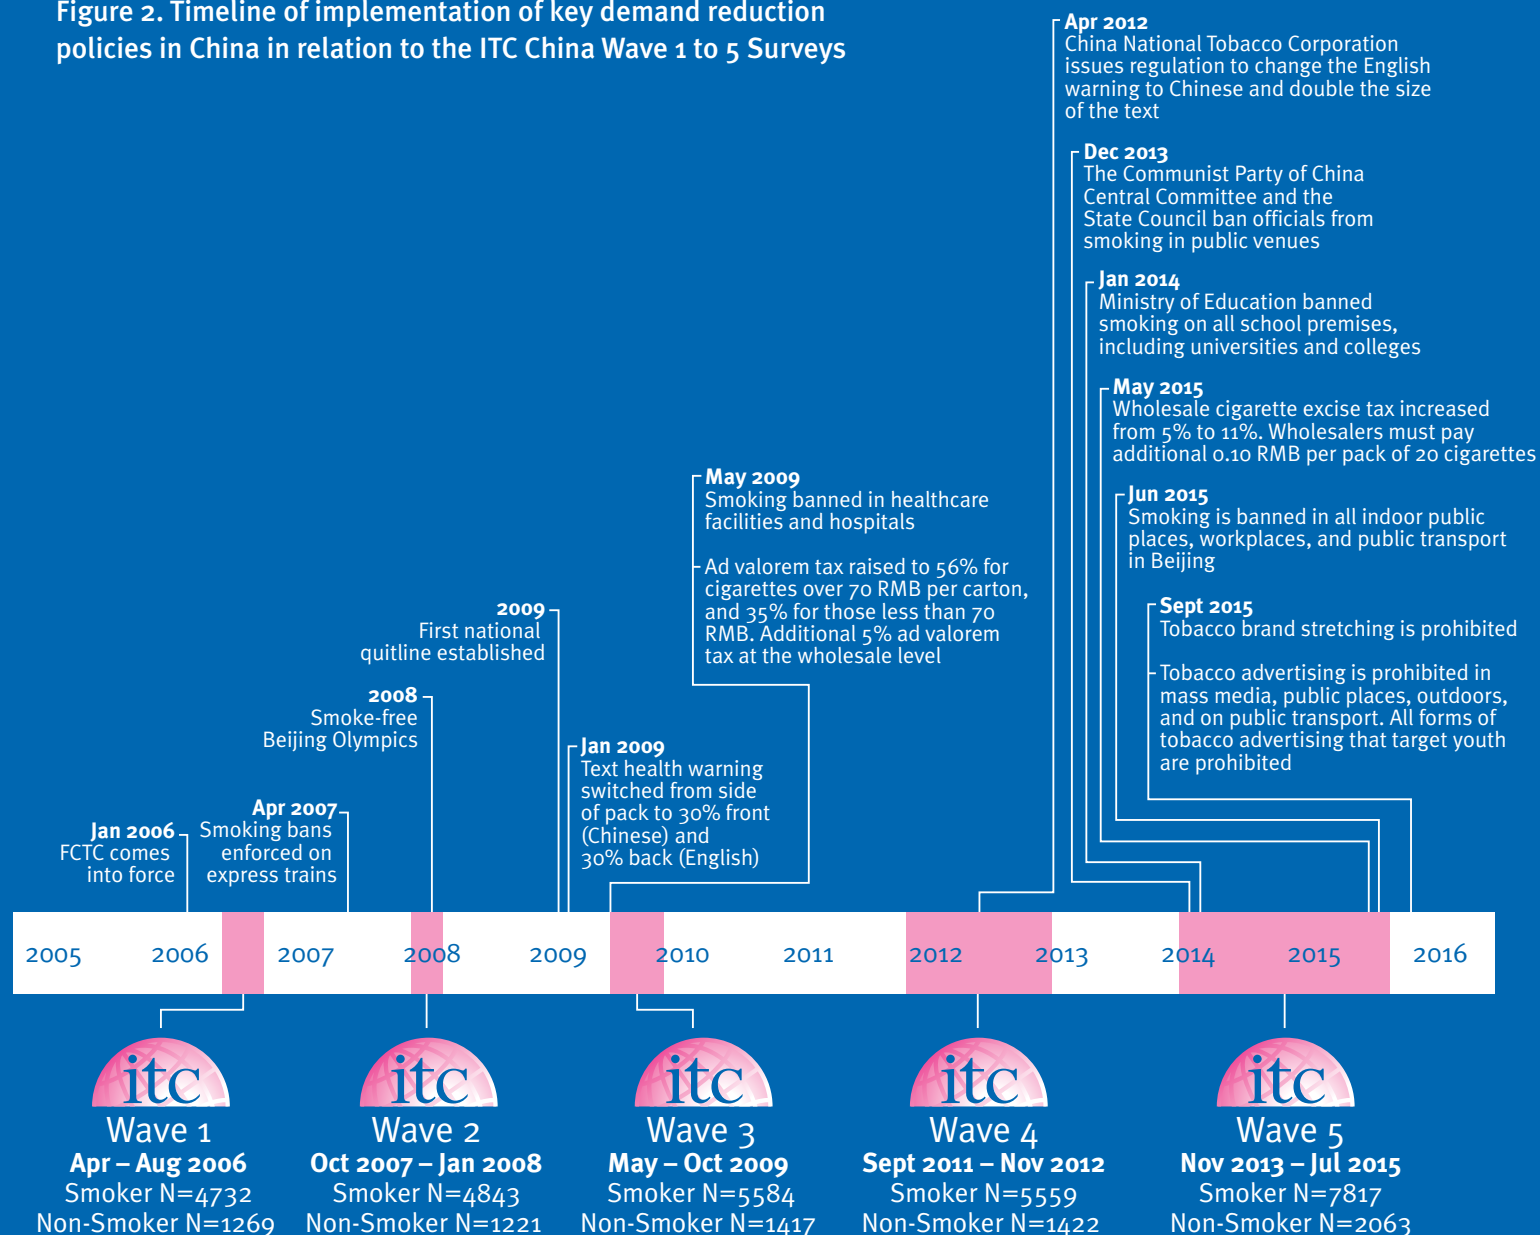 Figure 2. Timeline of implementation of key demand reduction
policies in China in relation to the ITC China Wave 1 to 5 Surveys
Apr 2012
China National Tobacco Corporation
issues regulation to change the English
warning to Chinese and double the size
of the text
Dec 2013
The Communist Party of China
Central Committee and the
State Council ban officials from
smoking in public venues
Jan 2014
Ministry of Education banned
smoking on all school premises,
including universities and colleges
May 2015
Wholesale cigarette excise tax increased
from 5% to 11%. Wholesalers must pay
additional 0.10 RMB per pack of 20 cigarettes
Jun 2015
Smoking is banned in all indoor public
places, workplaces, and public transport
in Beijing
Sept 2015
Tobacco brand stretching is prohibited
Tobacco advertising is prohibited in
mass media, public places, outdoors,
and on public transport. All forms of
tobacco advertising that target youth
are prohibited
May 2009
Smoking banned in healthcare
facilities and hospitals
Ad valorem tax raised to 56% for
cigarettes over 70 RMB per carton,
and 35% for those less than 70
RMB. Additional 5% ad valorem
tax at the wholesale level
2009
First national
quitline established
2008
Smoke-free
Beijing Olympics
Jan 2009
Text health warning
switched from side
of pack to 30% front
(Chinese) and
30% back (English)
Apr 2007
Smoking bans
enforced on
express trains
Jan 2006
FCTC comes
into force
2005 2006 2007 2008 2009 2010 2011 2012 2013 2014 2015 2016
itc
Wave 1
Apr – Aug 2006
Smoker N=4732
Non-Smoker N=1269
itc
Wave 2
Oct 2007 – Jan 2008
Smoker N=4843
Non-Smoker N=1221
itc
Wave 3
May – Oct 2009
Smoker N=5584
Non-Smoker N=1417
itc
Wave 4
Sept 2011 – Nov 2012
Smoker N=5559
Non-Smoker N=1422
itc
Wave 5
Nov 2013 – Jul 2015
Smoker N=7817
Non-Smoker N=2063